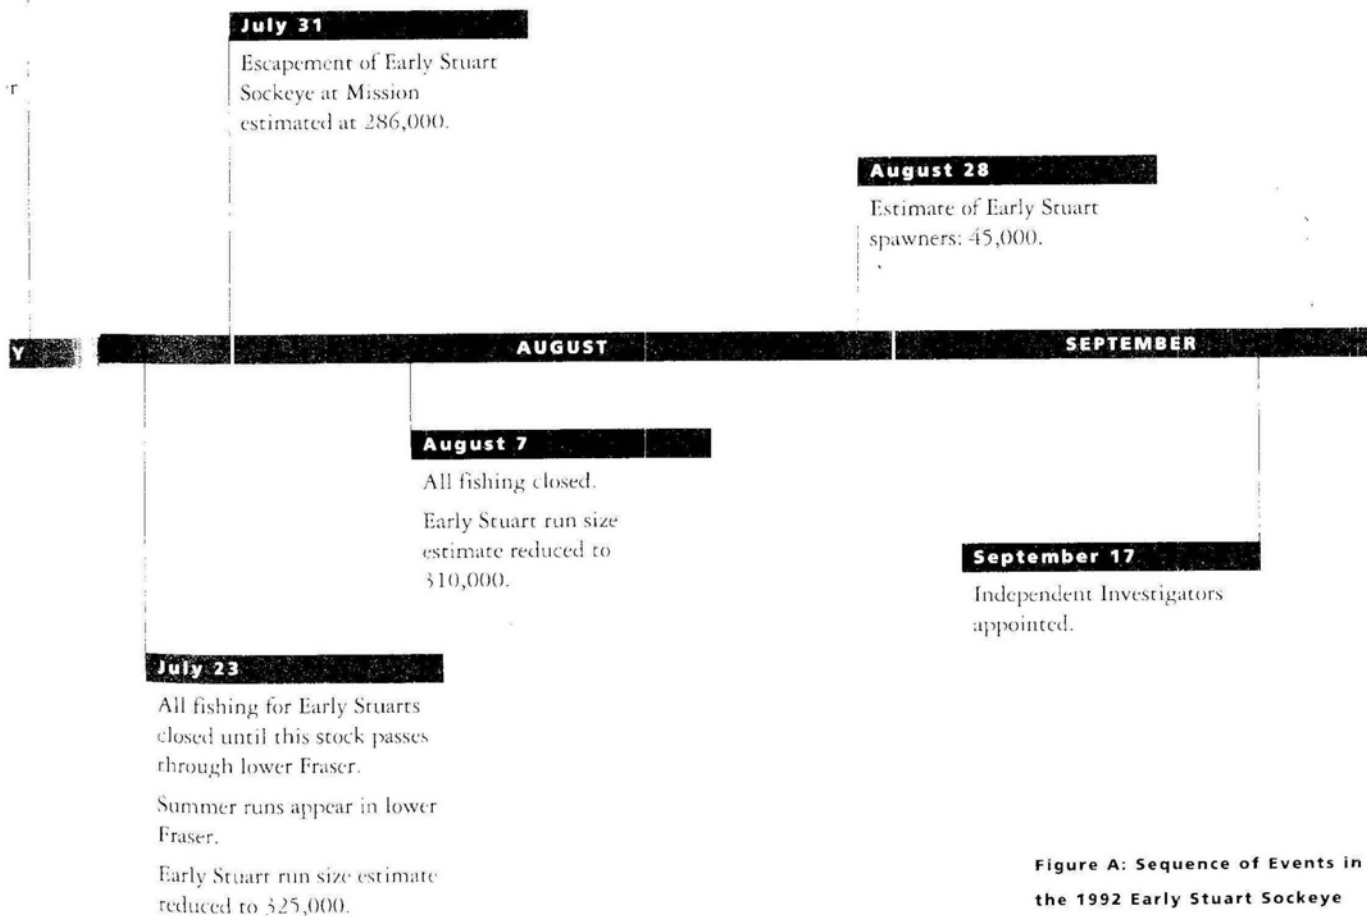 July 31
Escapement of Early Stuart
Sockeye at Mission
estimated at 286,000.
August 28
Estimate of Early Stuart
spawners: 45,000.
Y
AUGUST
SEPTEMBER
August 7
All fishing closed.
Early Stuart run size
estimate reduced to
310,000.
September 17
Independent Investigators
appointed.
July 23
All fishing for Early Stuarts
closed until this stock passes
through lower Fraser.
Summer runs appear in lower
Fraser.
Early Stuart run size estimate
reduced to 325,000.
Figure A: Sequence of Events in
the 1992 Early Stuart Sockeye